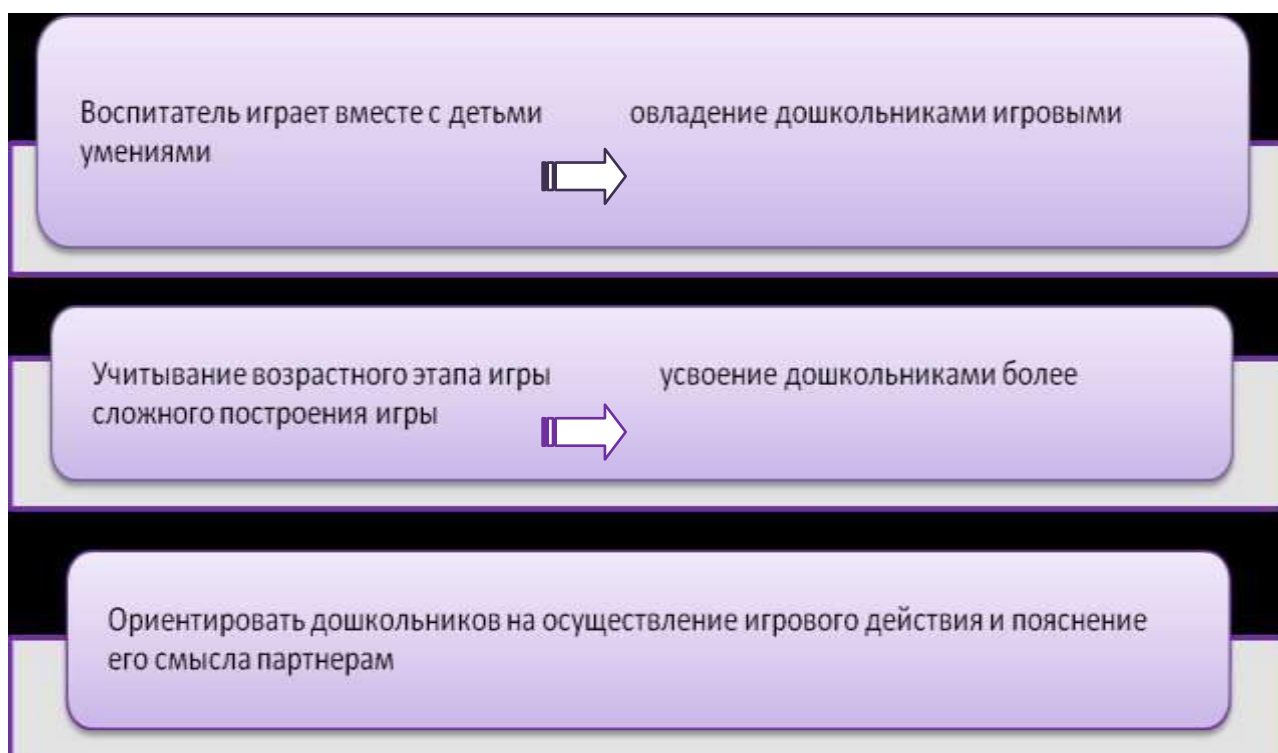 Воспитатель играет вместе с детьми овладение дошкольниками игровыми
умениями
Учитывание возрастного этапа игры усвоение дошкольниками более
сложного построения игры
Ориентировать дошкольников на осуществление игрового действия и пояснение
его смысла партнерам